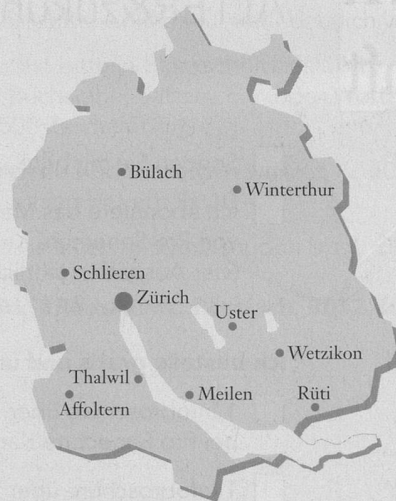 Bülach
Winterthur
Schlieren
Zürich
Uster
Wetzikon
Thalwil
Meilen
Rüti
Affoltern